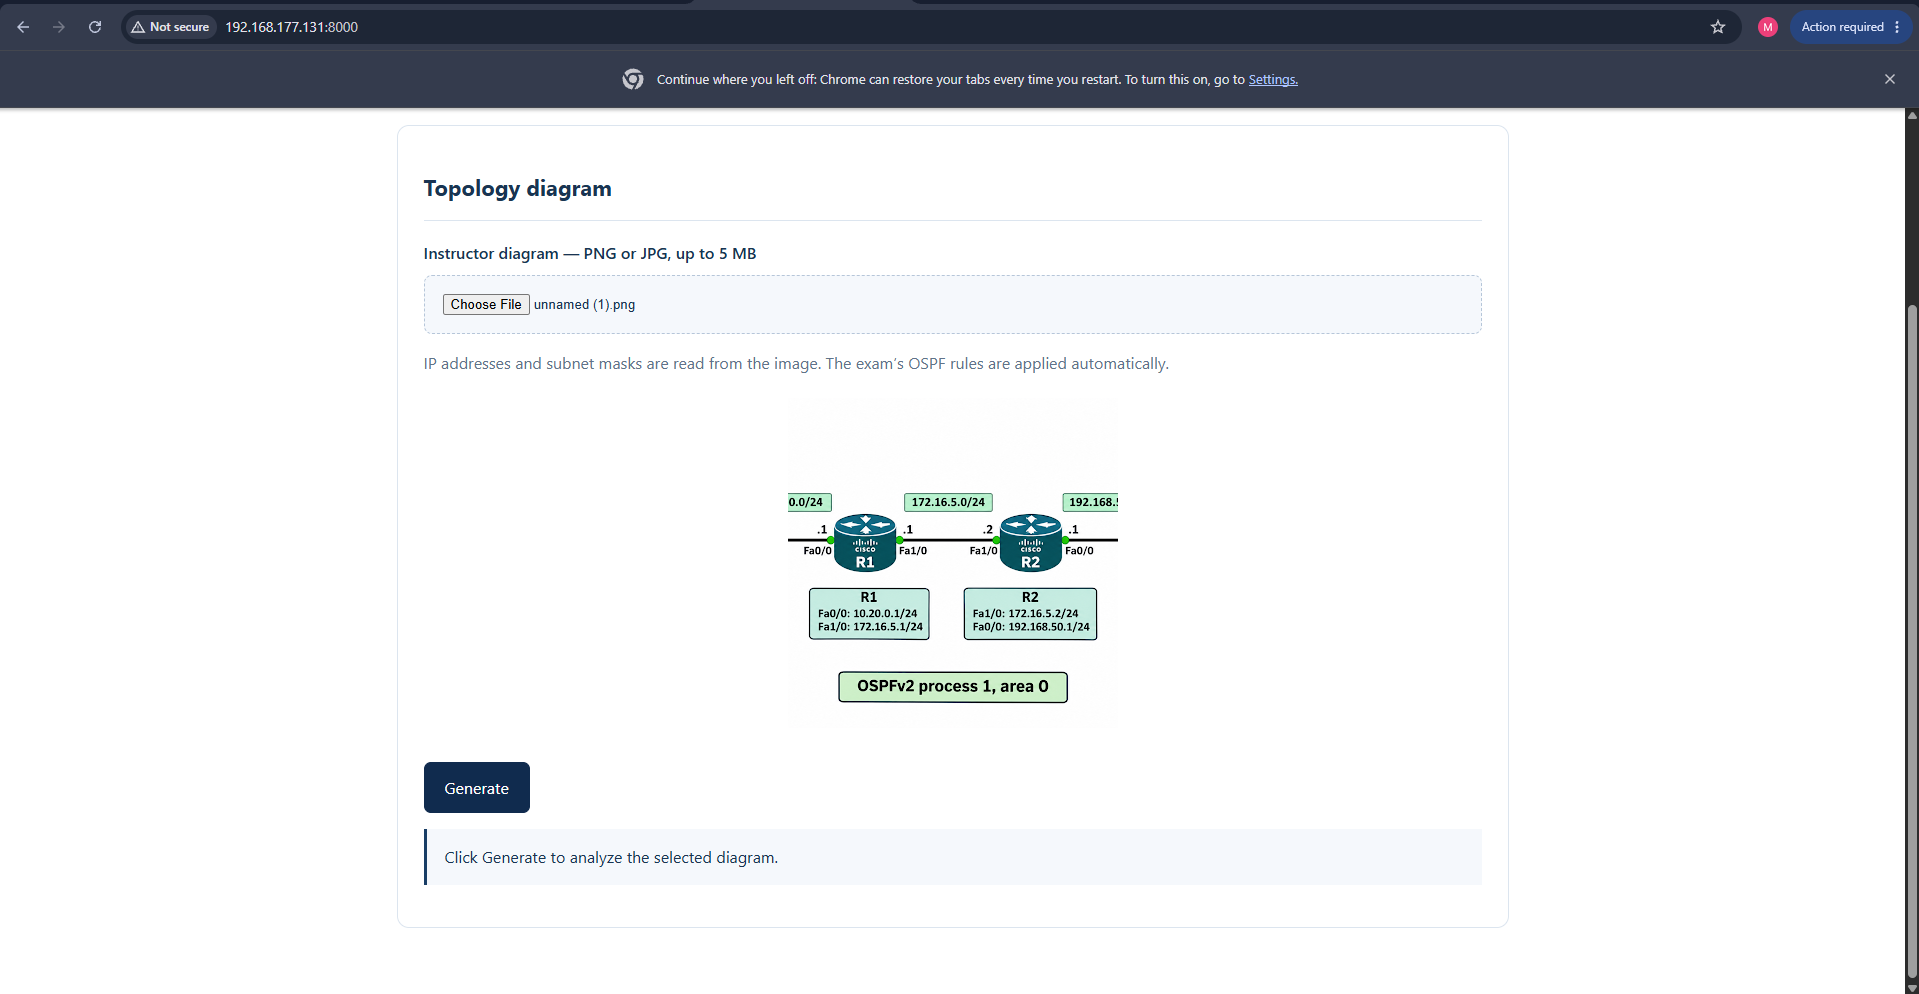 Not secure
192.168.177.131:8000
M
Action required
Continue where you left off: Chrome can restore your tabs every time you restart. To turn this on, go to Settings.
Topology diagram
Instructor diagram — PNG or JPG, up to 5 MB
Choose File unnamed (1).png
IP addresses and subnet masks are read from the image. The exam's OSPF rules are applied automatically.
0.0/24 172.16.5.0/24 192.168.
.1 .1 .2 .1
Fa0/0 Fa1/0 Fa1/0 Fa0/0
CISCO CISCO
R1 R2
R1
Fa0/0: 10.20.0.1/24
Fa1/0: 172.16.5.1/24
R2
Fa1/0: 172.16.5.2/24
Fa0/0: 192.168.50.1/24
OSPFv2 process 1, area 0
Generate
Click Generate to analyze the selected diagram.